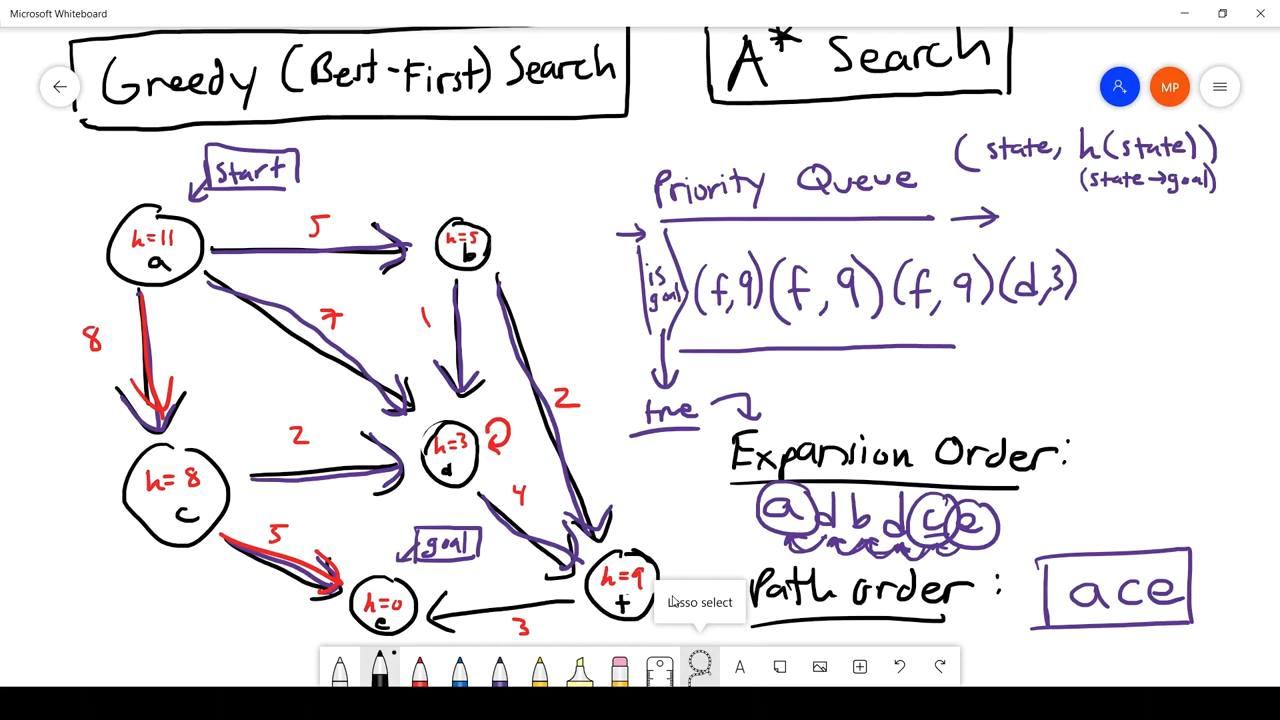 Microsoft Whiteboard
Greedy (Best-First) Search
A* Search
MP
(state, h(state))
(state→goal)
Priority Queue
start
h=11
a
5
h=5
b
is goal
(f,9)(f,9)(f,9)(d,3)
8
7
1
2
true
Expansion Order:
a d b d c e
2
h=3
d
h=8
c
4
5
goal
h=9
f
Lasso select
Path order:
ace
h=0
e
3
A